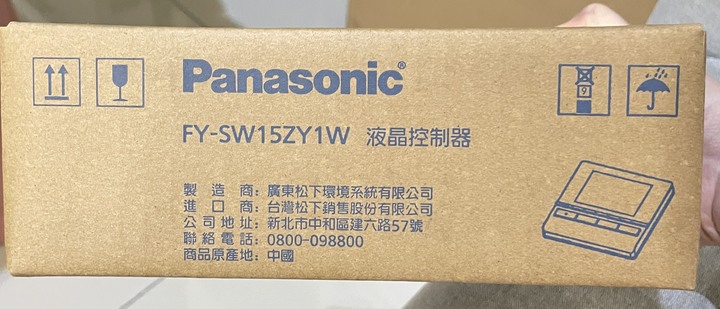 Panasonic®
FY-SW15ZY1W 液晶控制器
9
製造商：廣東松下環境系統有限公司
進口商：台灣松下銷售股份有限公司
公司地址：新北市中和區建六路57號
聯絡電話：0800-098800
商品原產地：中國